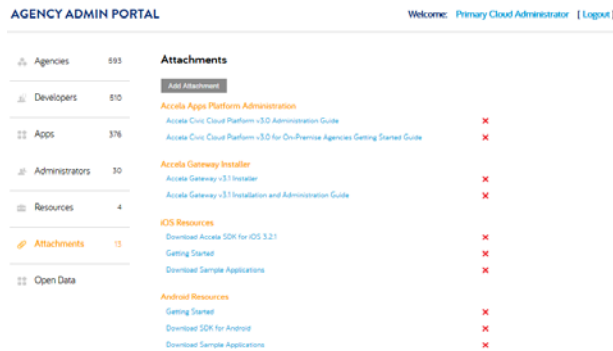 AGENCY ADMIN PORTAL
Welcome: Primary Cloud Administrator [ Logout ]
Agencies 593
Developers 510
Apps 376
Administrators 30
Resources 4
Attachments 13
Open Data
Attachments
Add Attachment
Accela Apps Platform Administration
Accela Civic Cloud Platform v3.0 Administration Guide
Accela Civic Cloud Platform v3.0 for On-Premise Agencies Getting Started Guide
Accela Gateway Installer
Accela Gateway v3.1 Installer
Accela Gateway v3.1 Installation and Administration Guide
iOS Resources
Download Accela SDK for iOS 3.2.1
Getting Started
Download Sample Applications
Android Resources
Getting Started
Download SDK for Android
Download Sample Applications